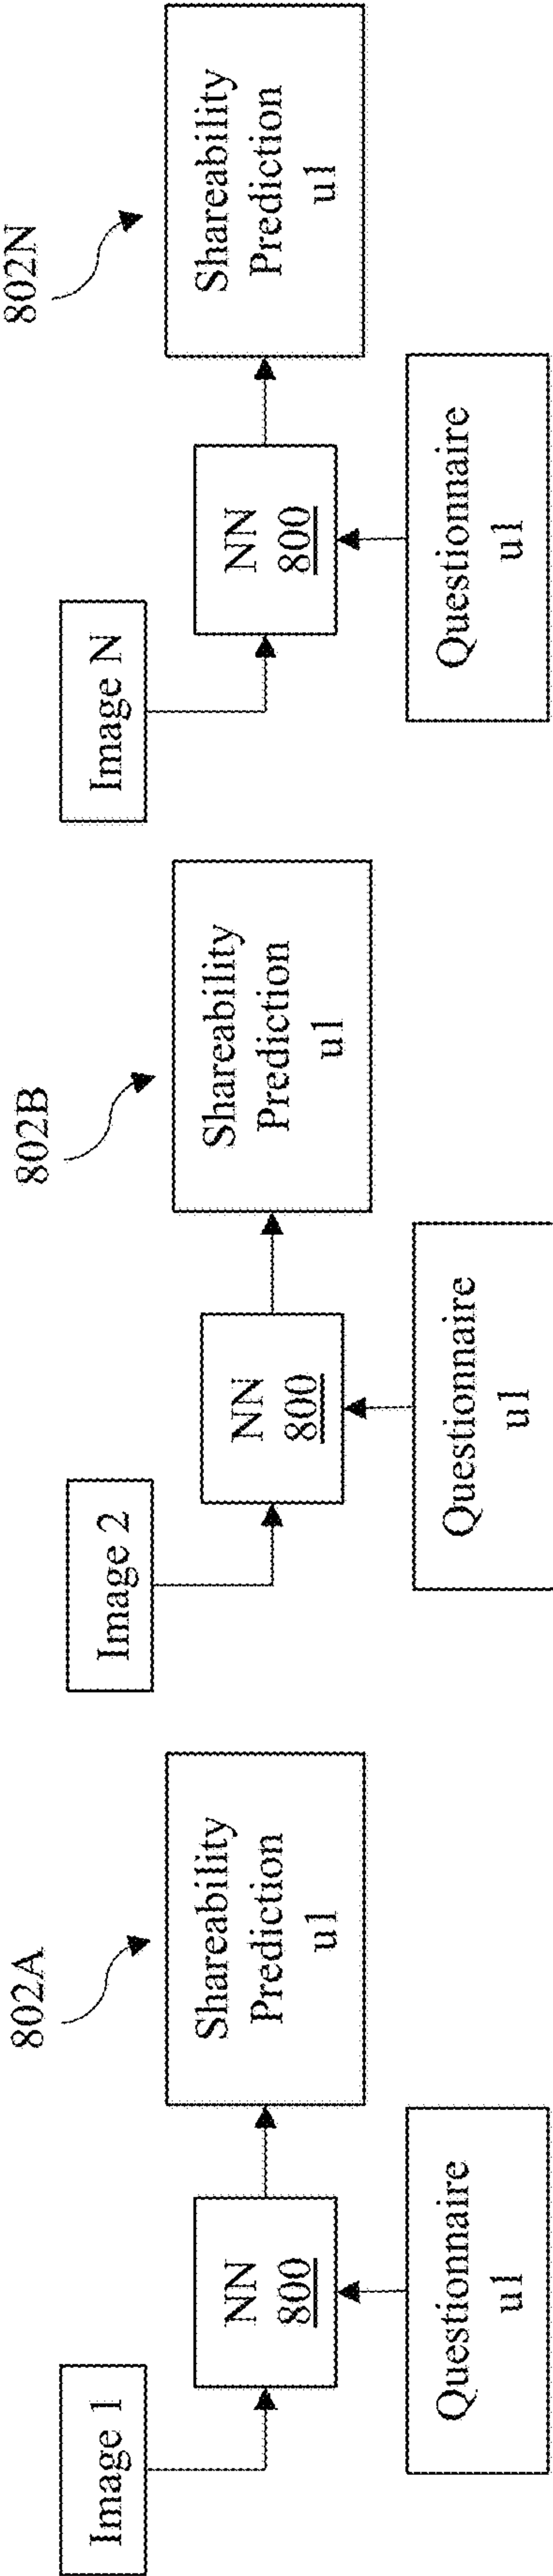 802A
Image 1
NN
800
Shareability
Prediction
u1
Questionnaire
u1
802B
Image 2
NN
800
Shareability
Prediction
u1
Questionnaire
u1
802N
Image N
NN
800
Shareability
Prediction
u1
Questionnaire
u1